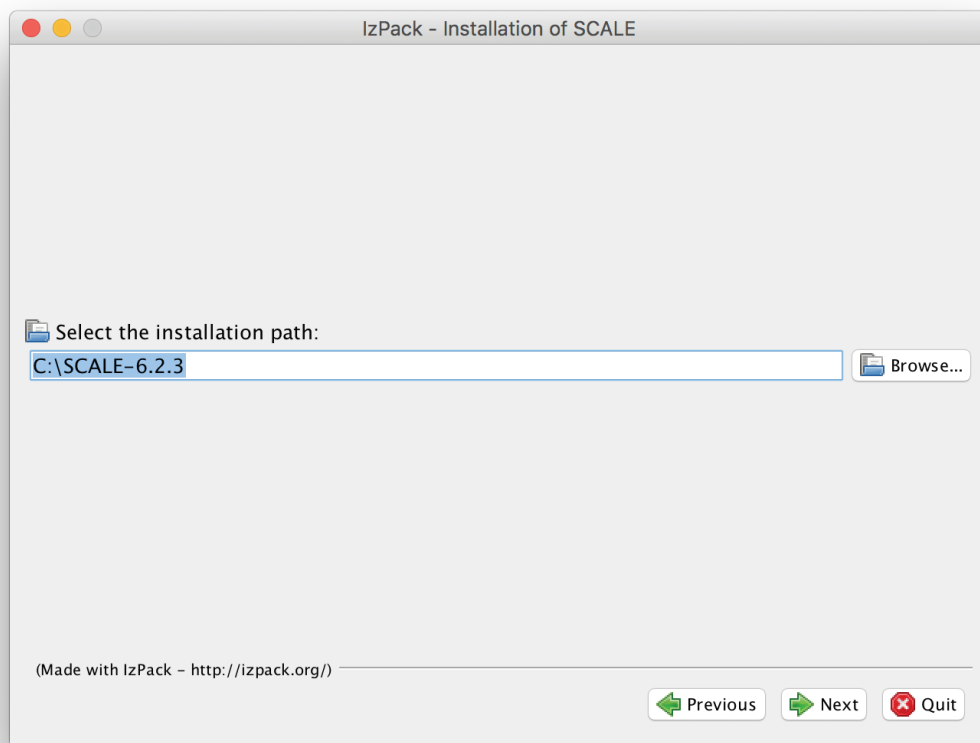 IzPack - Installation of SCALE
Select the installation path:
C:\SCALE-6.2.3
Browse...
(Made with IzPack - http://izpack.org/)
Previous
Next
Quit